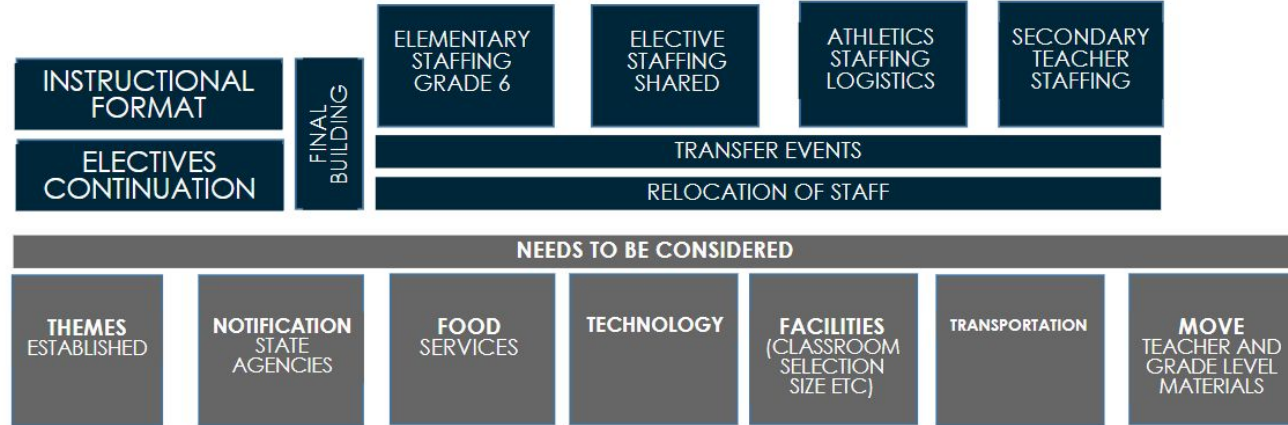 INSTRUCTIONAL
FORMAT
ELECTIVES
CONTINUATION
FINAL
BUILDING
ELEMENTARY
STAFFING
GRADE 6
ELECTIVE
STAFFING
SHARED
ATHLETICS
STAFFING
LOGISTICS
SECONDARY
TEACHER
STAFFING
TRANSFER EVENTS
RELOCATION OF STAFF
NEEDS TO BE CONSIDERED
THEMES
ESTABLISHED
NOTIFICATION
STATE
AGENCIES
FOOD
SERVICES
TECHNOLOGY
FACILITIES
(CLASSROOM
SELECTION
SIZE ETC)
TRANSPORTATION
MOVE
TEACHER AND
GRADE LEVEL
MATERIALS